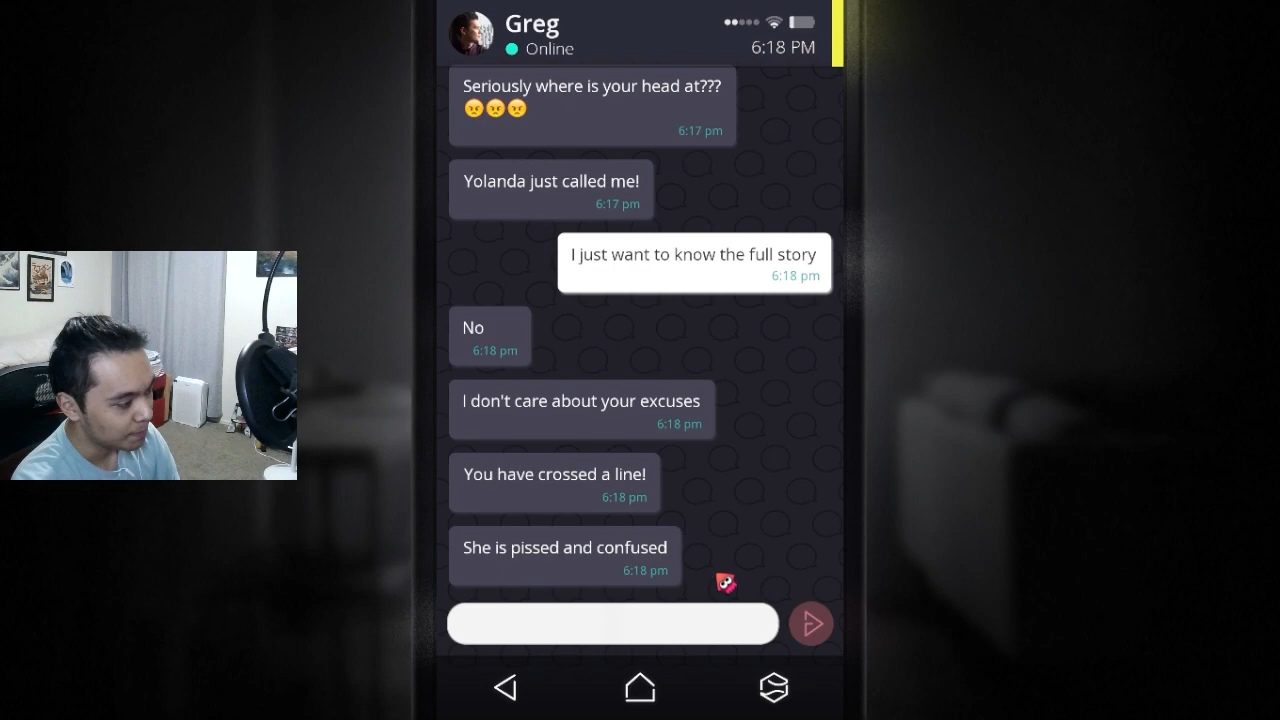 Greg
Online
6:18 PM
Seriously where is your head at???
😠😠😠
6:17 pm
Yolanda just called me!
6:17 pm
I just want to know the full story
6:18 pm
No
6:18 pm
I don't care about your excuses
6:18 pm
You have crossed a line!
6:18 pm
She is pissed and confused
6:18 pm